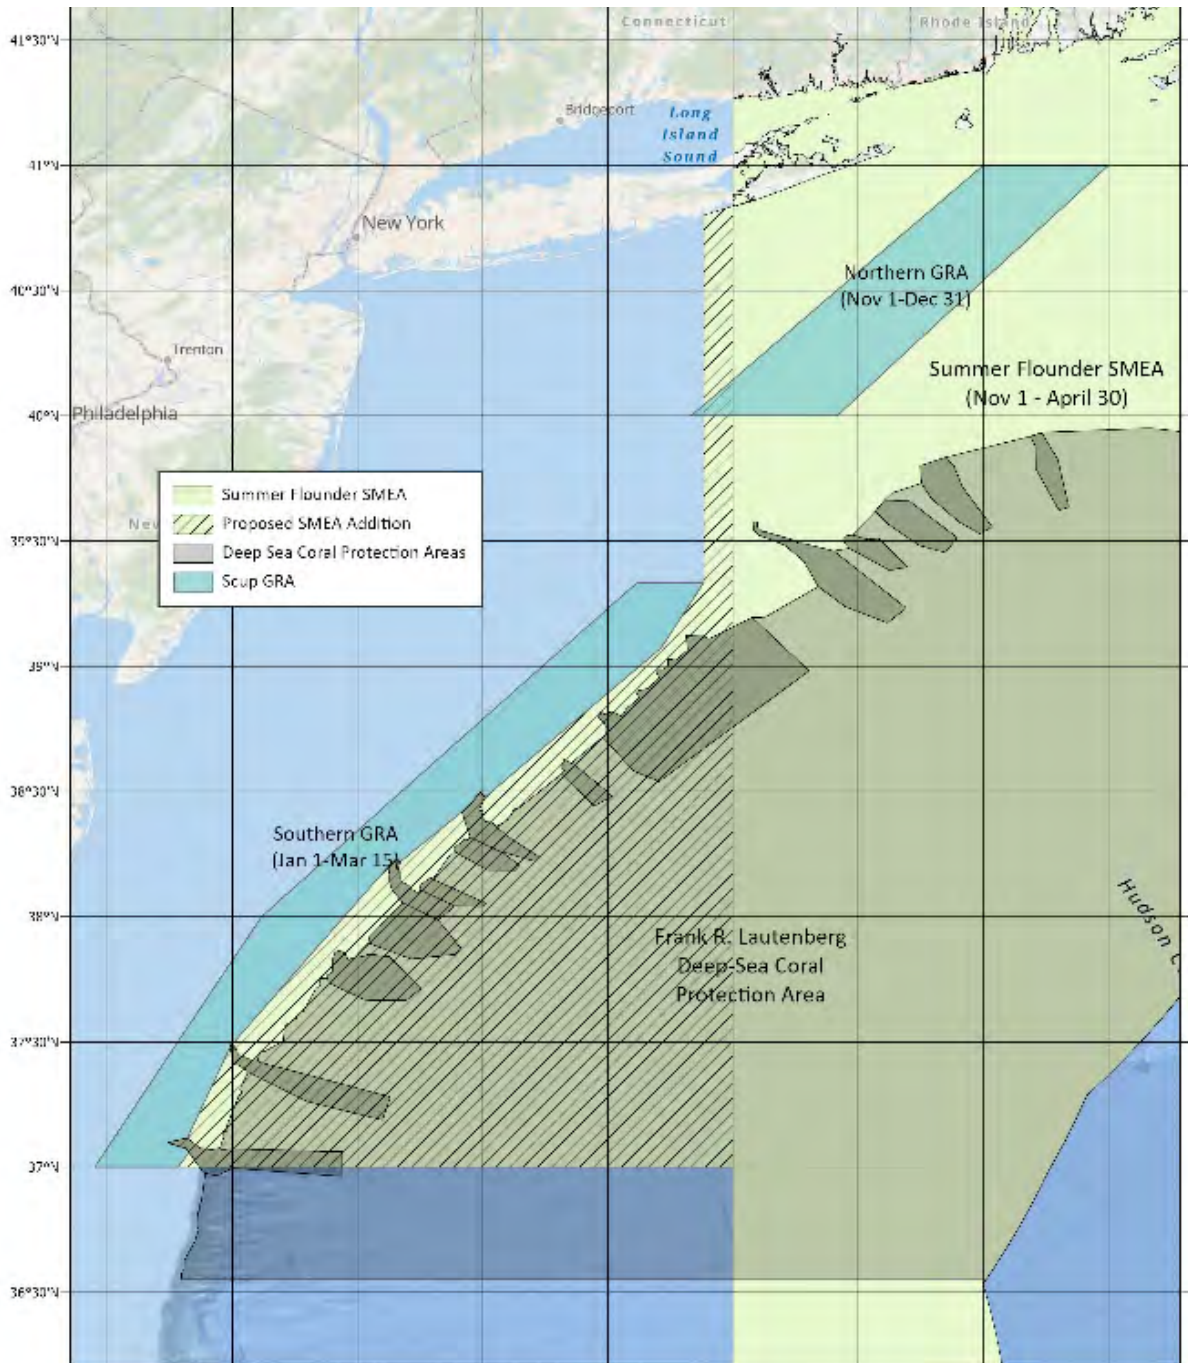 Connecticut
Rhode Island
41°30'N
Bridgeport
Long
Island
Sound
41°N
New York
Northern GRA
(Nov 1-Dec 31)
40°30'N
Trenton
Summer Flounder SMEA
(Nov 1 - April 30)
40°N
Philadelphia
Summer Flounder SMEA
New
Proposed SMEA Addition
39°30'N
Deep Sea Coral Protection Areas
Scup GRA
39°N
38°30'N
Southern GRA
(Jan 1-Mar 15)
Hudson C
38°N
Frank R. Lautenberg
Deep-Sea Coral
Protection Area
37°30'N
37°N
36°30'N